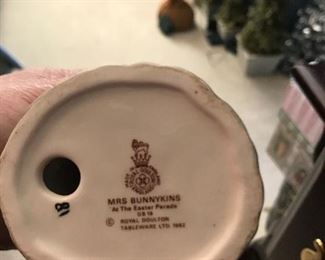 MRS BUNNYKINS
"At The Easter Parade"
DB 19
© ROYAL DOULTON
TABLEWARE LTD. 1982